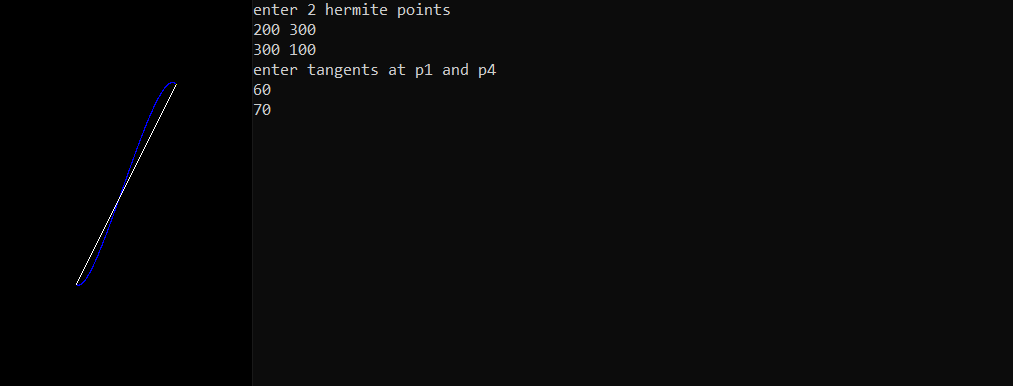 enter 2 hermite points
200 300
300 100
enter tangents at p1 and p4
60
70